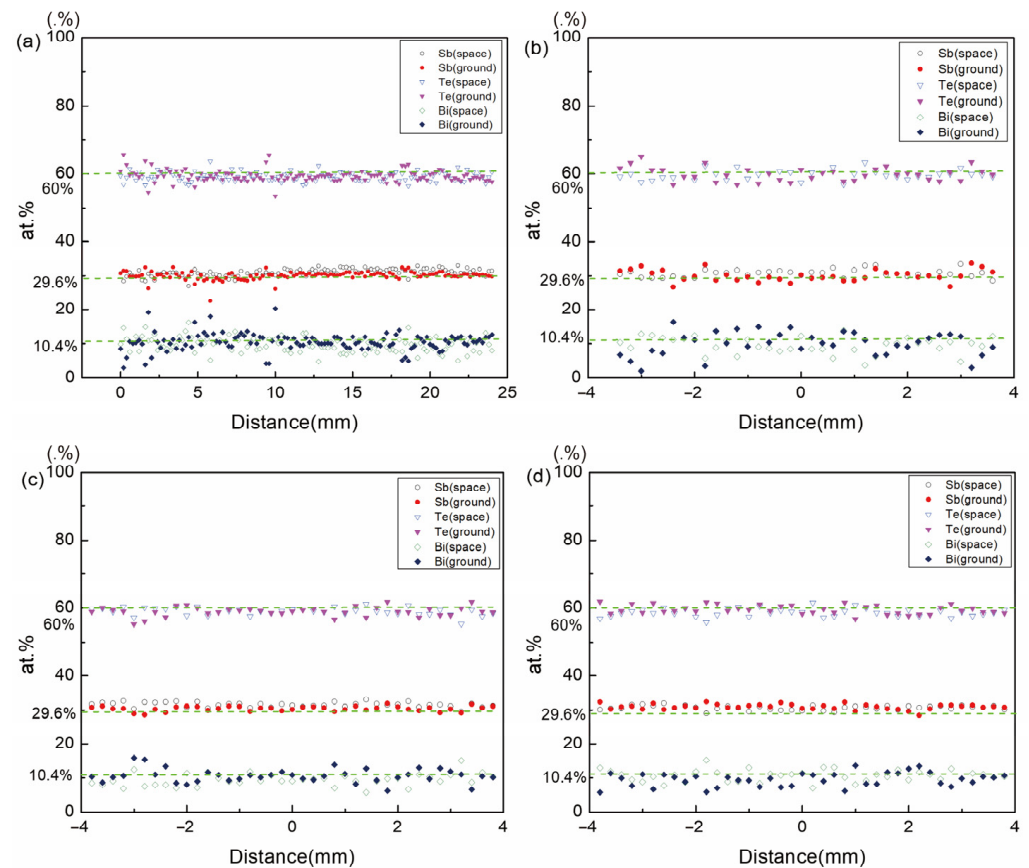 (.%)
(a)
100
80
60
60%
40
29.6%
20
10.4%
0
at.%
Sb(space)
Sb(ground)
Te(space)
Te(ground)
Bi(space)
Bi(ground)
0 5 10 15 20 25
Distance(mm)
(.%)
(b)
100
80
60
60%
40
29.6%
20
10.4%
0
at.%
Sb(space)
Sb(ground)
Te(space)
Te(ground)
Bi(space)
Bi(ground)
−4 −2 0 2 4
Distance(mm)
(.%)
(c)
100
80
60
60%
40
29.6%
20
10.4%
0
at.%
Sb(space)
Sb(ground)
Te(space)
Te(ground)
Bi(space)
Bi(ground)
−4 −2 0 2 4
Distance(mm)
(.%)
(d)
100
80
60
60%
40
29.6%
20
10.4%
0
at.%
Sb(space)
Sb(ground)
Te(space)
Te(ground)
Bi(space)
Bi(ground)
−4 −2 0 2 4
Distance(mm)